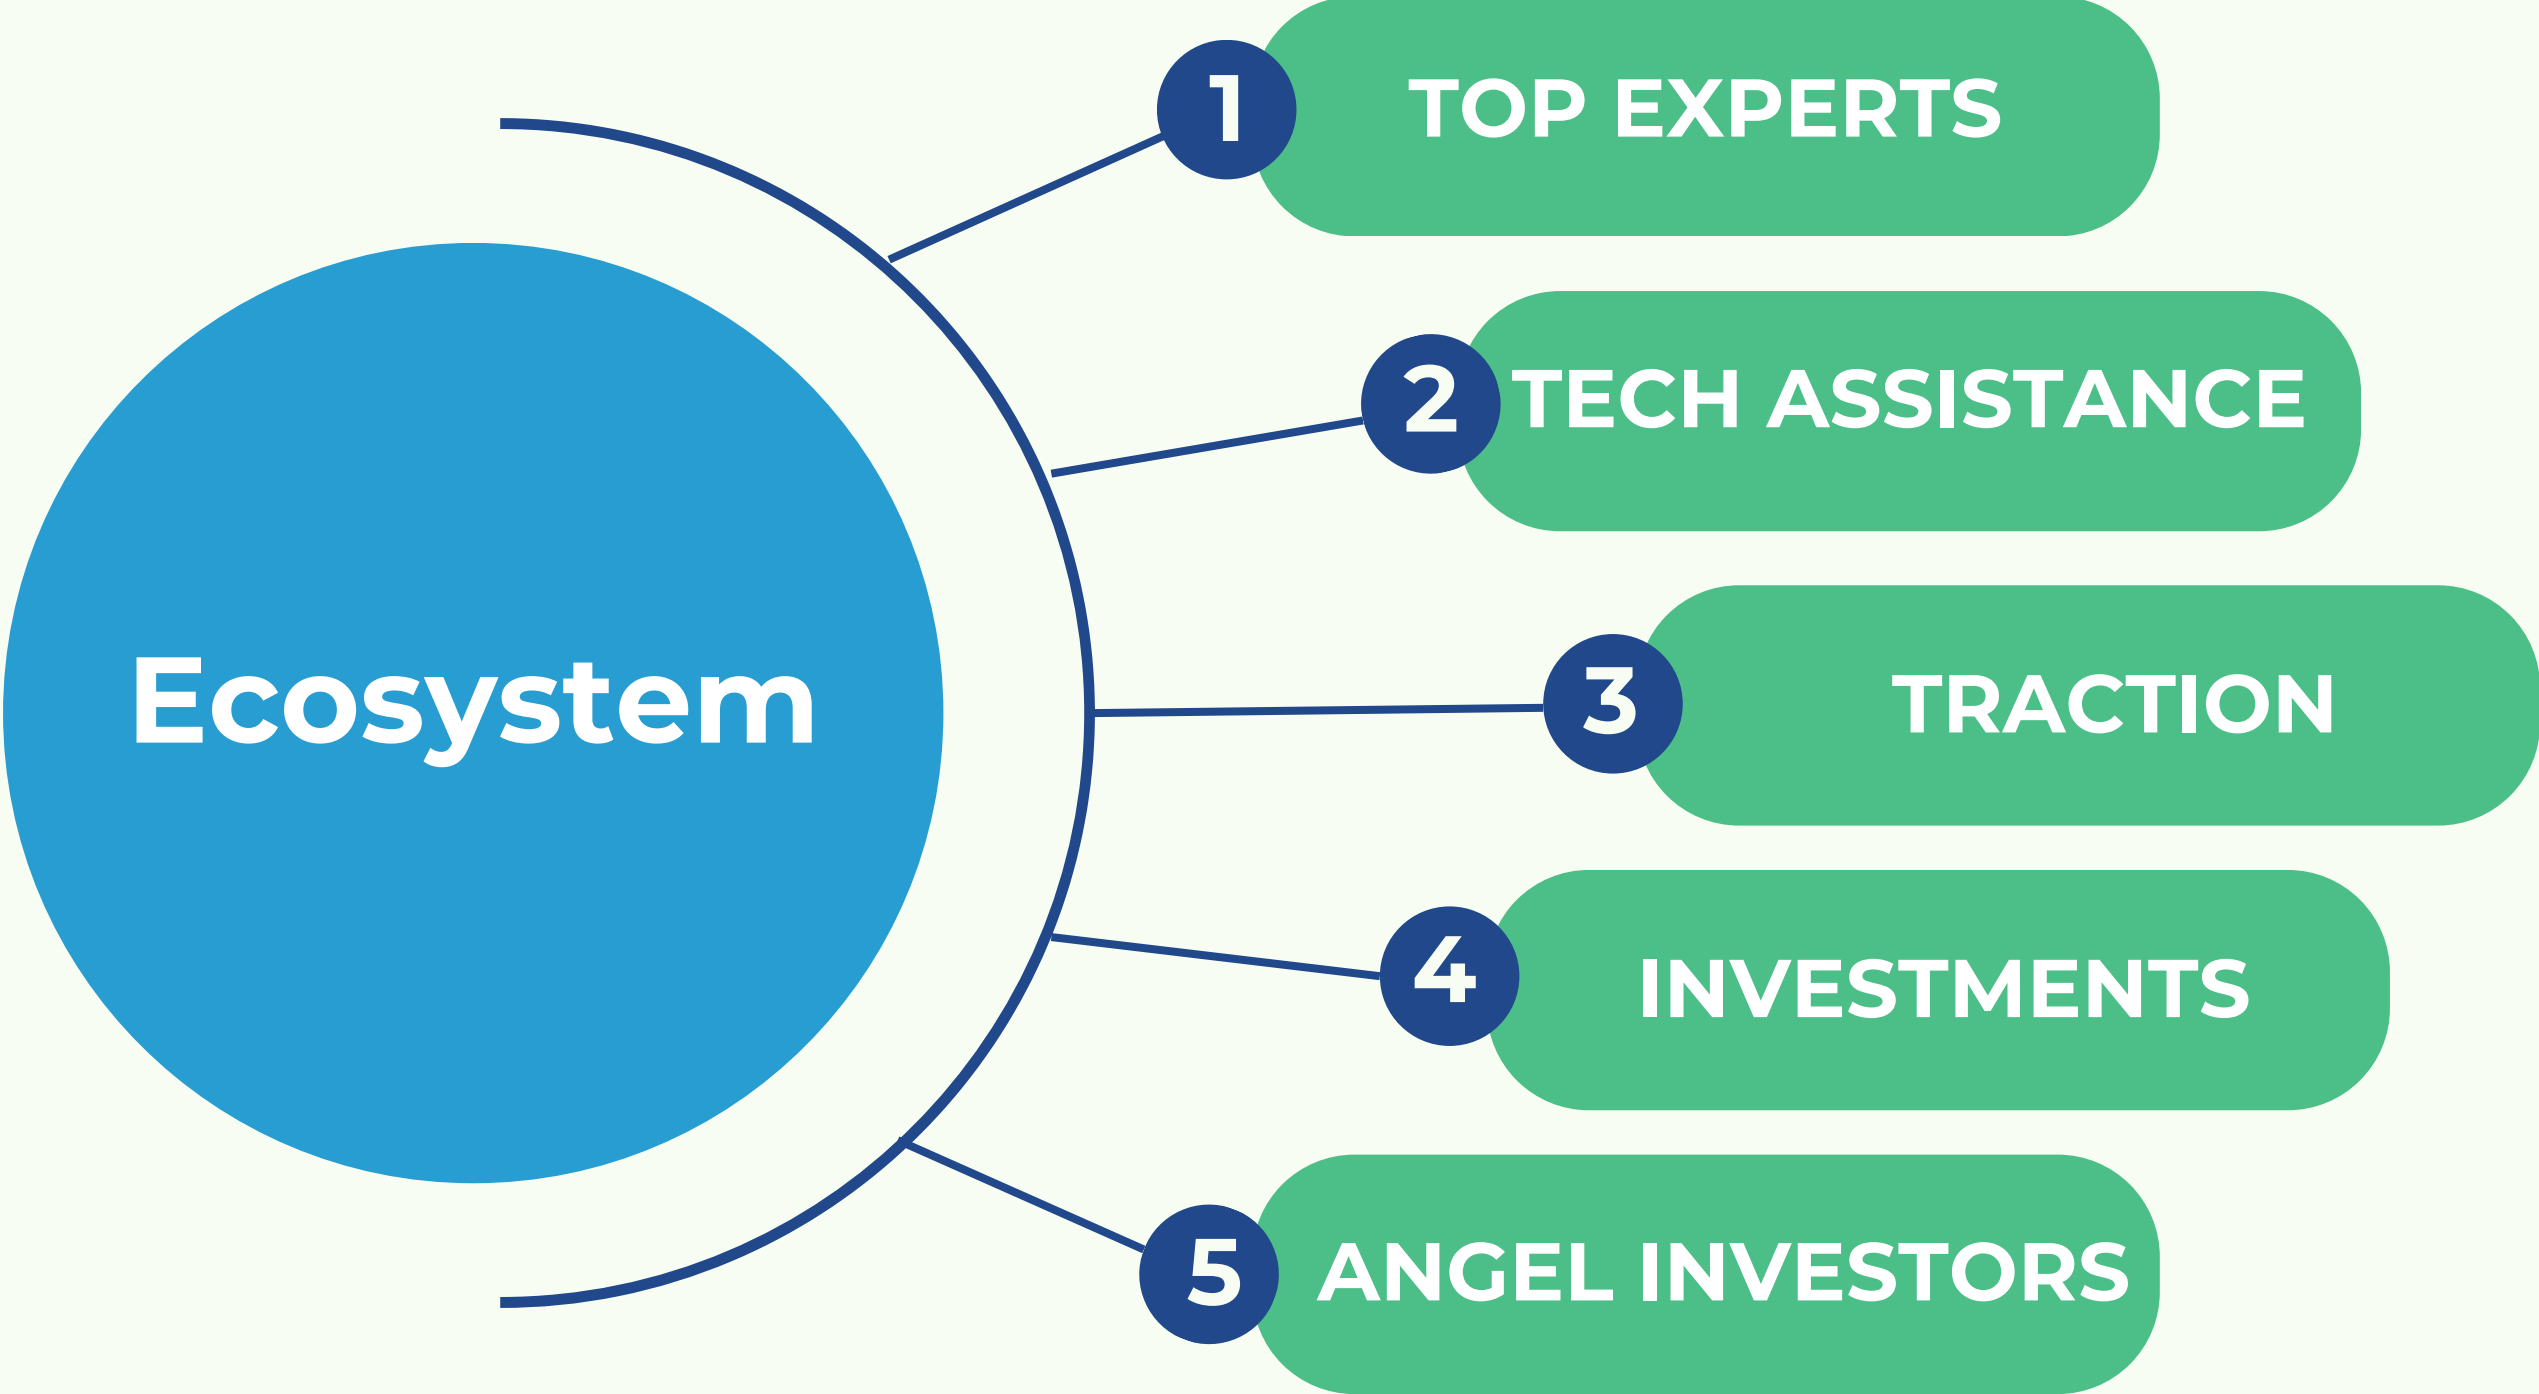 Ecosystem
1 TOP EXPERTS
2 TECH ASSISTANCE
3 TRACTION
4 INVESTMENTS
5 ANGEL INVESTORS